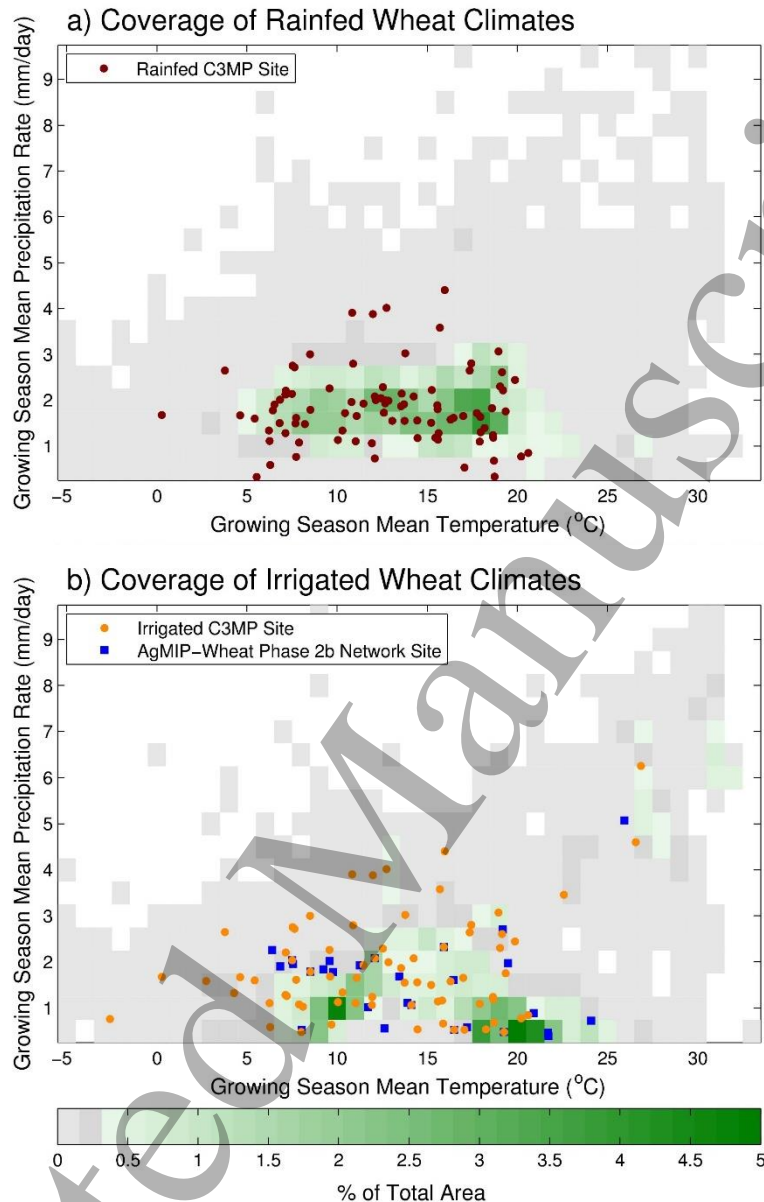 a) Coverage of Rainfed Wheat Climates
Rainfed C3MP Site
Growing Season Mean Precipitation Rate (mm/day)
9
8
7
6
5
4
3
2
1
−5 0 5 10 15 20 25 30
Growing Season Mean Temperature (°C)
b) Coverage of Irrigated Wheat Climates
Irrigated C3MP Site
AgMIP−Wheat Phase 2b Network Site
Growing Season Mean Precipitation Rate (mm/day)
9
8
7
6
5
4
3
2
1
−5 0 5 10 15 20 25 30
Growing Season Mean Temperature (°C)
0 0.5 1 1.5 2 2.5 3 3.5 4 4.5 5
% of Total Area
ted Manuscri